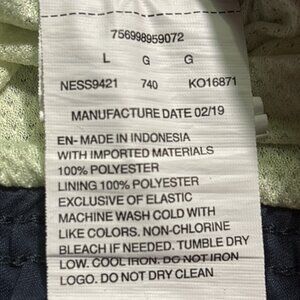 756998959072
L G G
NESS9421 740 KO16871
MANUFACTURE DATE 02/19
EN- MADE IN INDONESIA
WITH IMPORTED MATERIALS
100% POLYESTER
LINING 100% POLYESTER
EXCLUSIVE OF ELASTIC
MACHINE WASH COLD WITH
LIKE COLORS. NON-CHLORINE
BLEACH IF NEEDED. TUMBLE DRY
LOW. COOL IRON. DO NOT IRON
LOGO. DO NOT DRY CLEAN